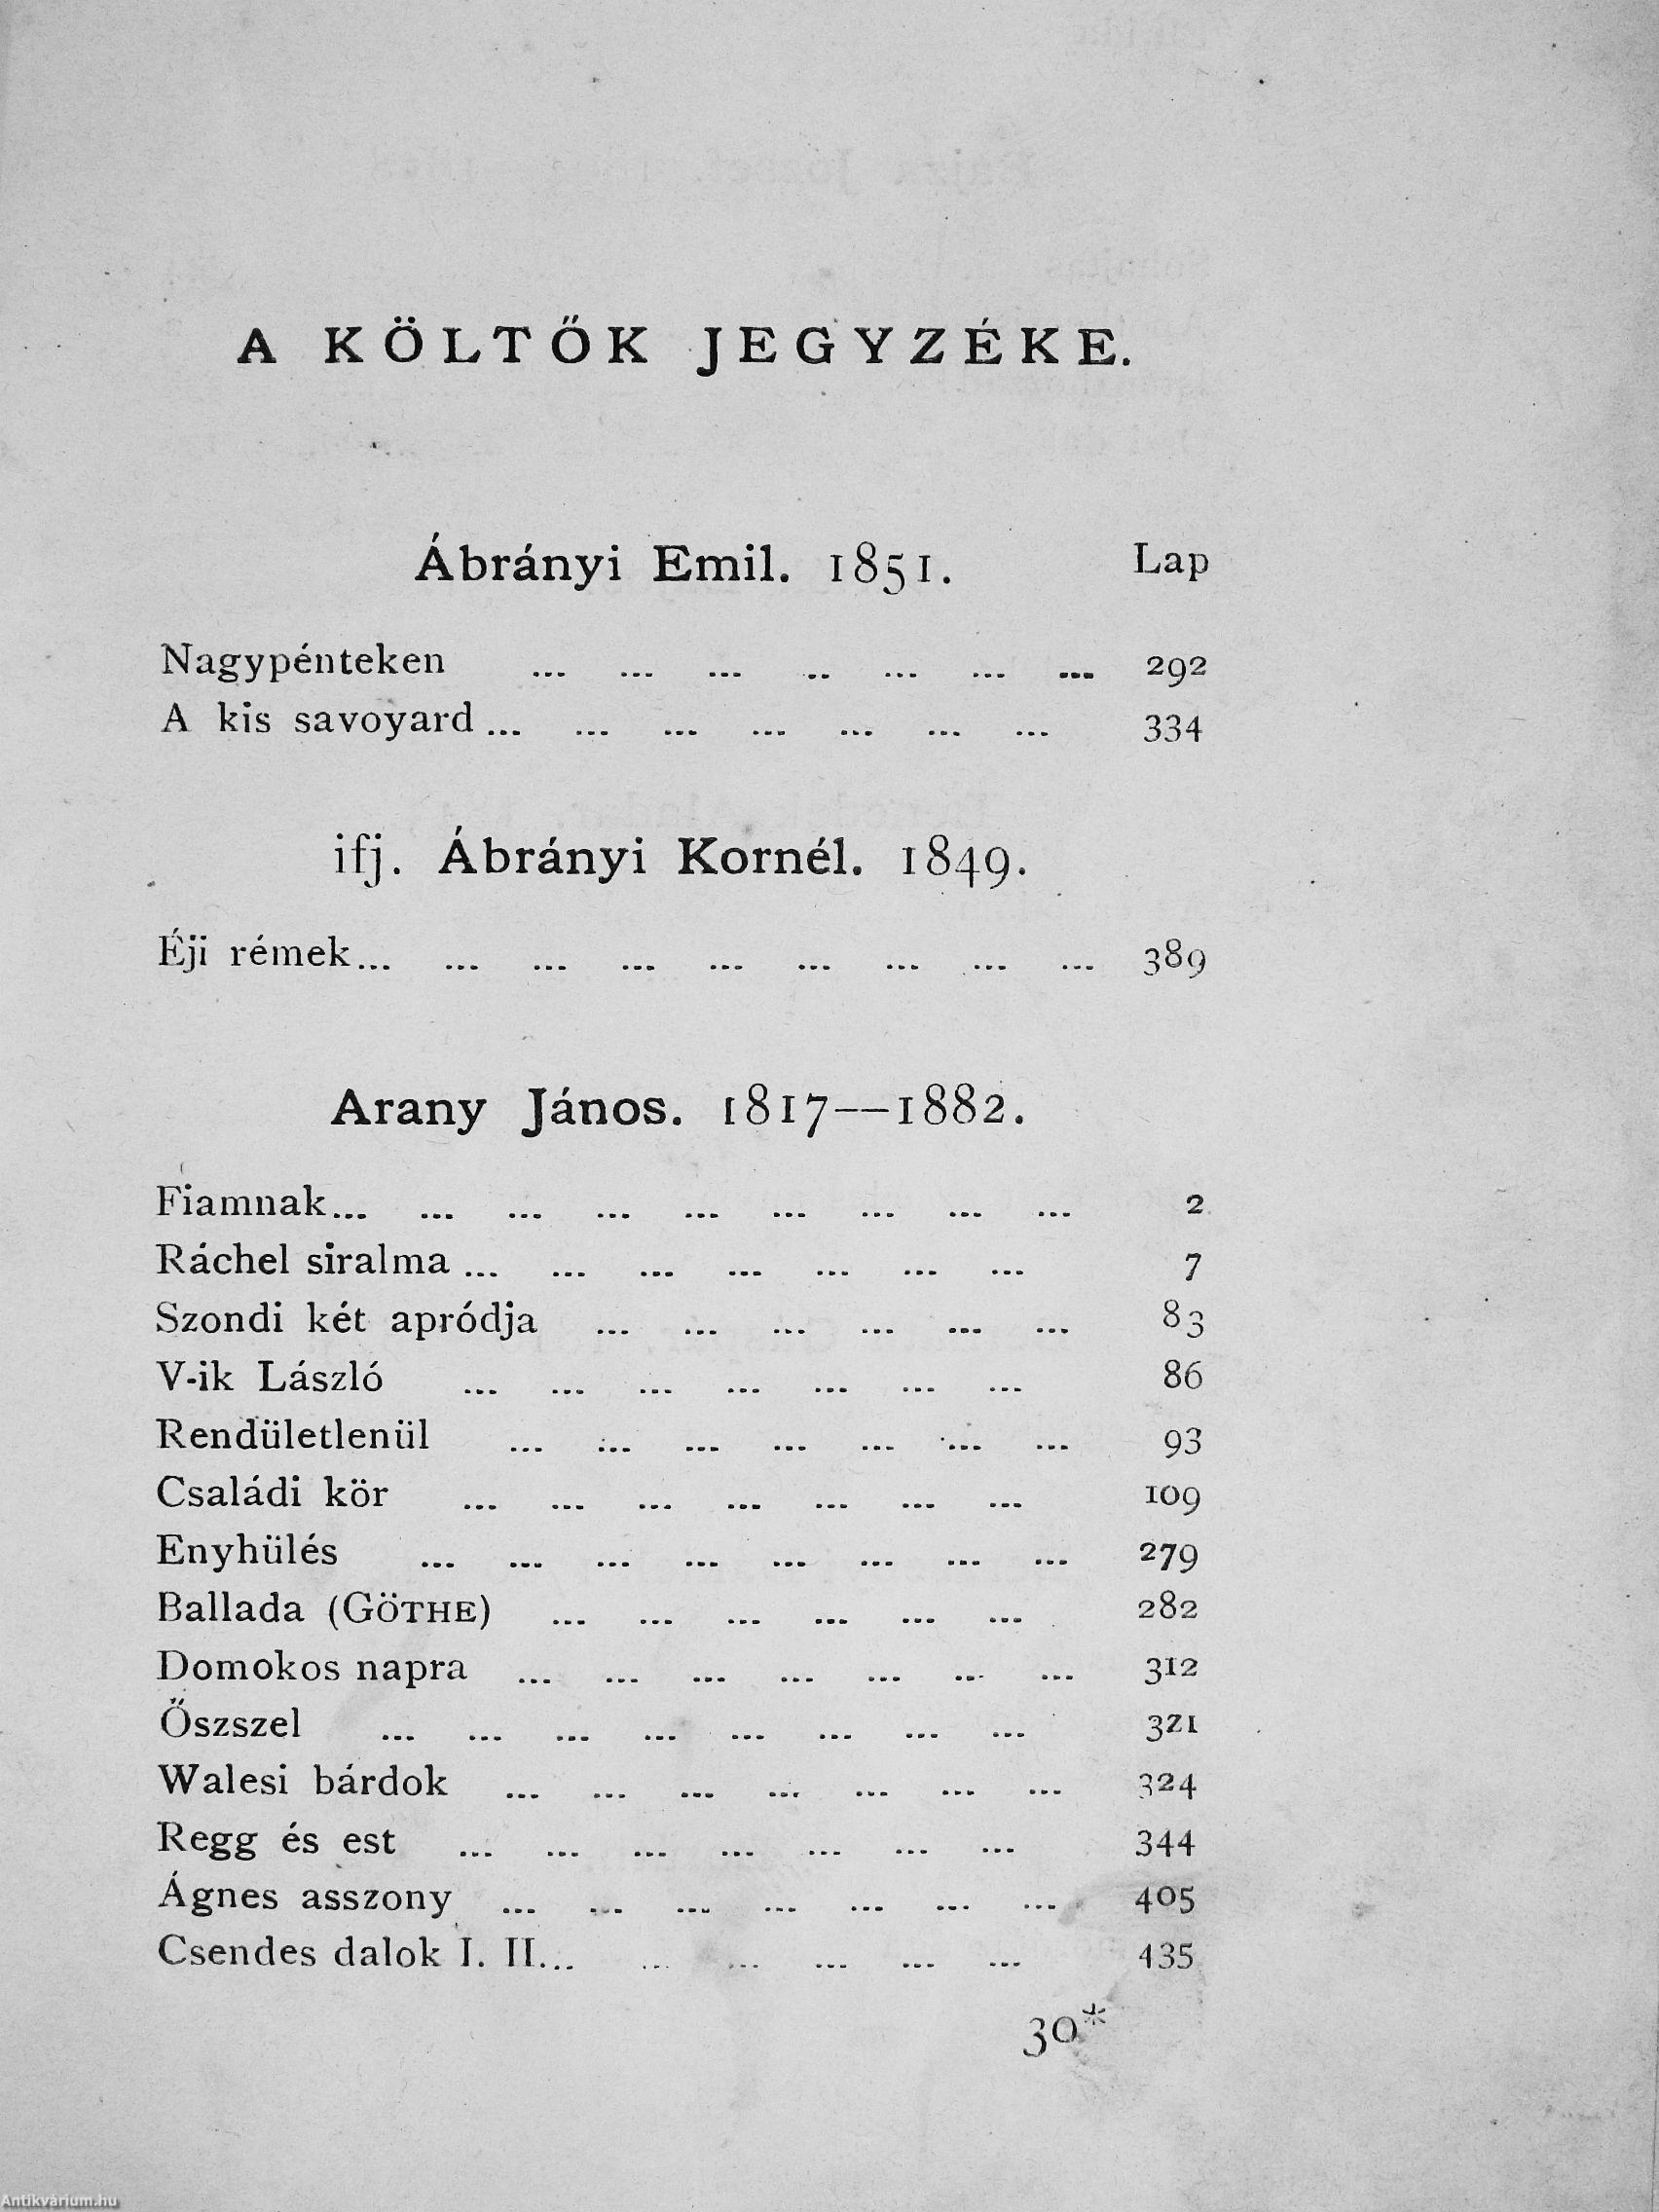 A KÖLTŐK JEGYZÉKE.
Ábrányi Emil. 1851. Lap
Nagypénteken ... ... ... .. ... ... ... 292
A kis savoyard ... ... ... ... ... ... ... 334
ifj. Ábrányi Kornél. 1849.
Éji rémek... ... ... ... ... ... ... ... ... 389
Arany János. 1817—1882.
Fiamnak... ... ... ... ... ... ... ... ... 2
Ráchel siralma ... ... ... ... ... ... ... 7
Szondi két apródja ... ... ... ... ... ... 83
V-ik László ... ... ... ... ... ... ... 86
Rendületlenül ... ... ... ... ... ... ... 93
Családi kör ... ... ... ... ... ... ... 109
Enyhülés ... ... ... ... ... ... ... ... 279
Ballada (GÖTHE) ... ... ... ... ... ... 282
Domokos napra ... ... ... ... ... ... ... 312
Őszszel ... ... ... ... ... ... ... ... 321
Walesi bárdok ... ... ... ... ... ... ... 324
Regg és est ... ... ... ... ... ... ... 344
Ágnes asszony ... ... ... ... ... ... ... 405
Csendes dalok I. II... ... ... ... ... ... 435
30*
Antikvárium.hu